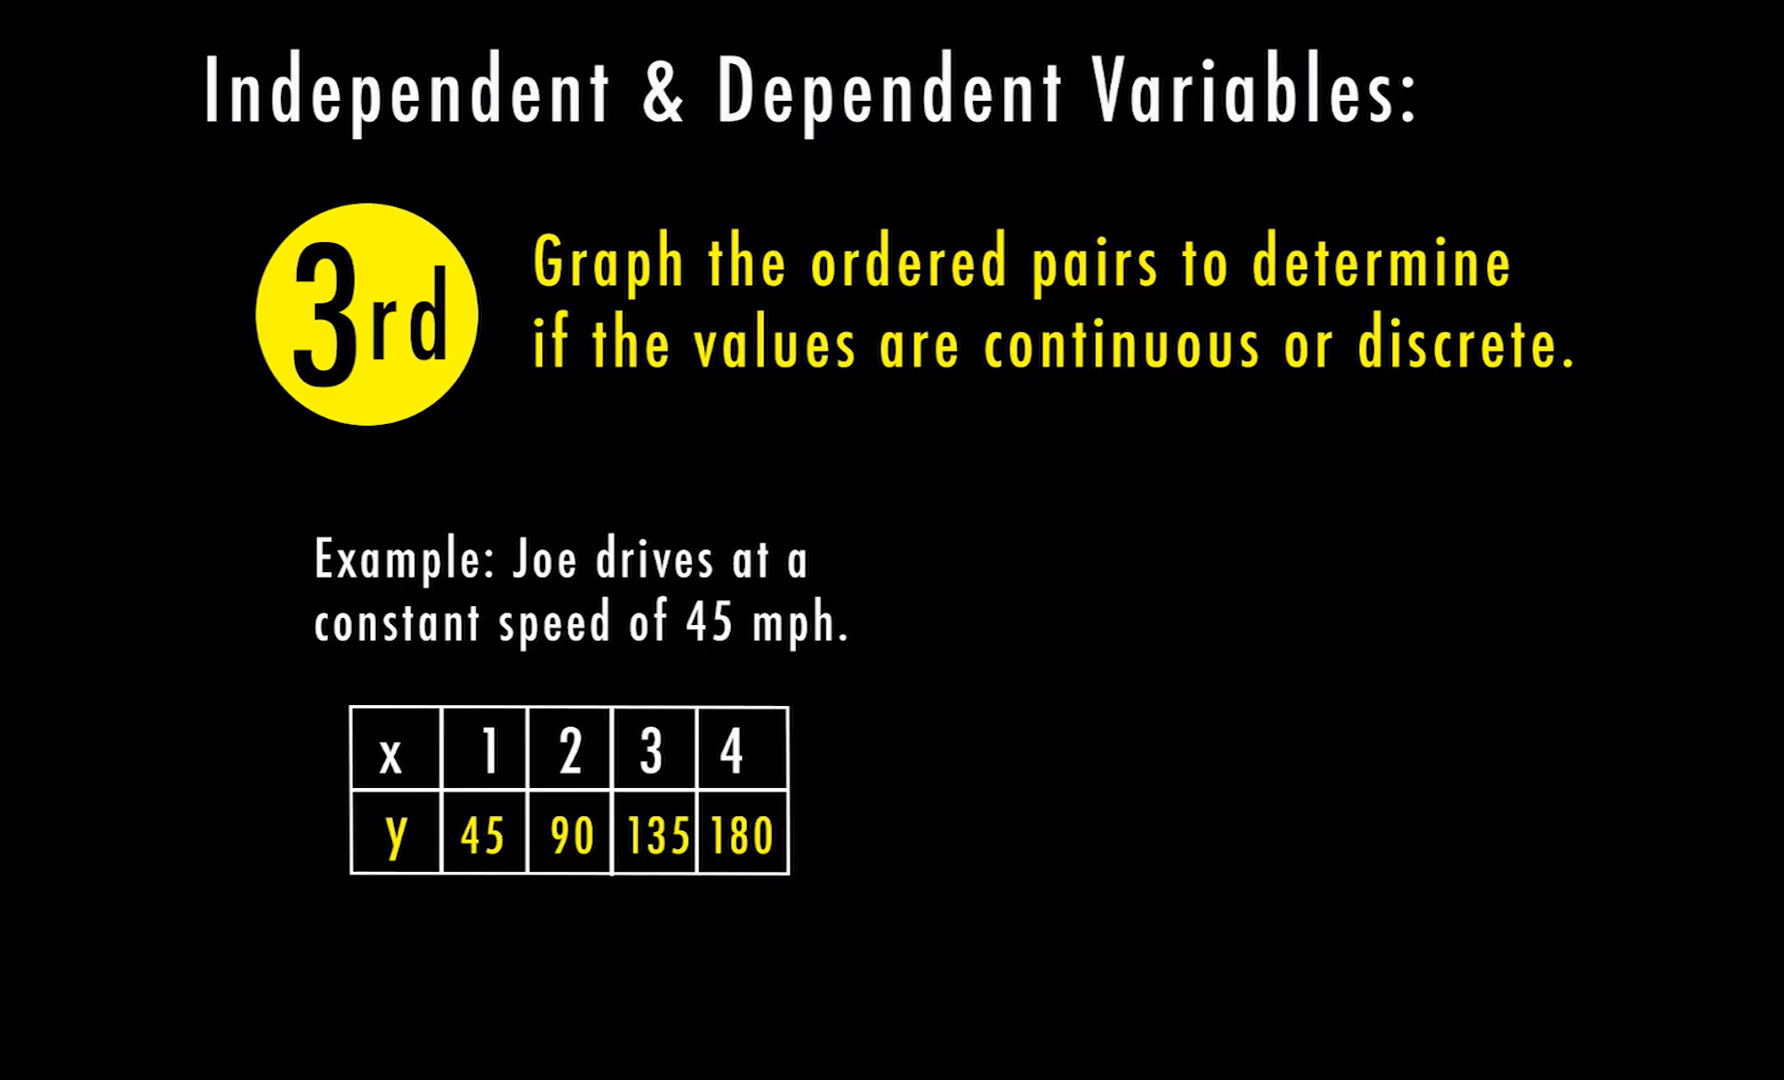 Independent & Dependent Variables:
3rd
Graph the ordered pairs to determine
if the values are continuous or discrete.
Example: Joe drives at a
constant speed of 45 mph.
x 1 2 3 4
y 45 90 135 180